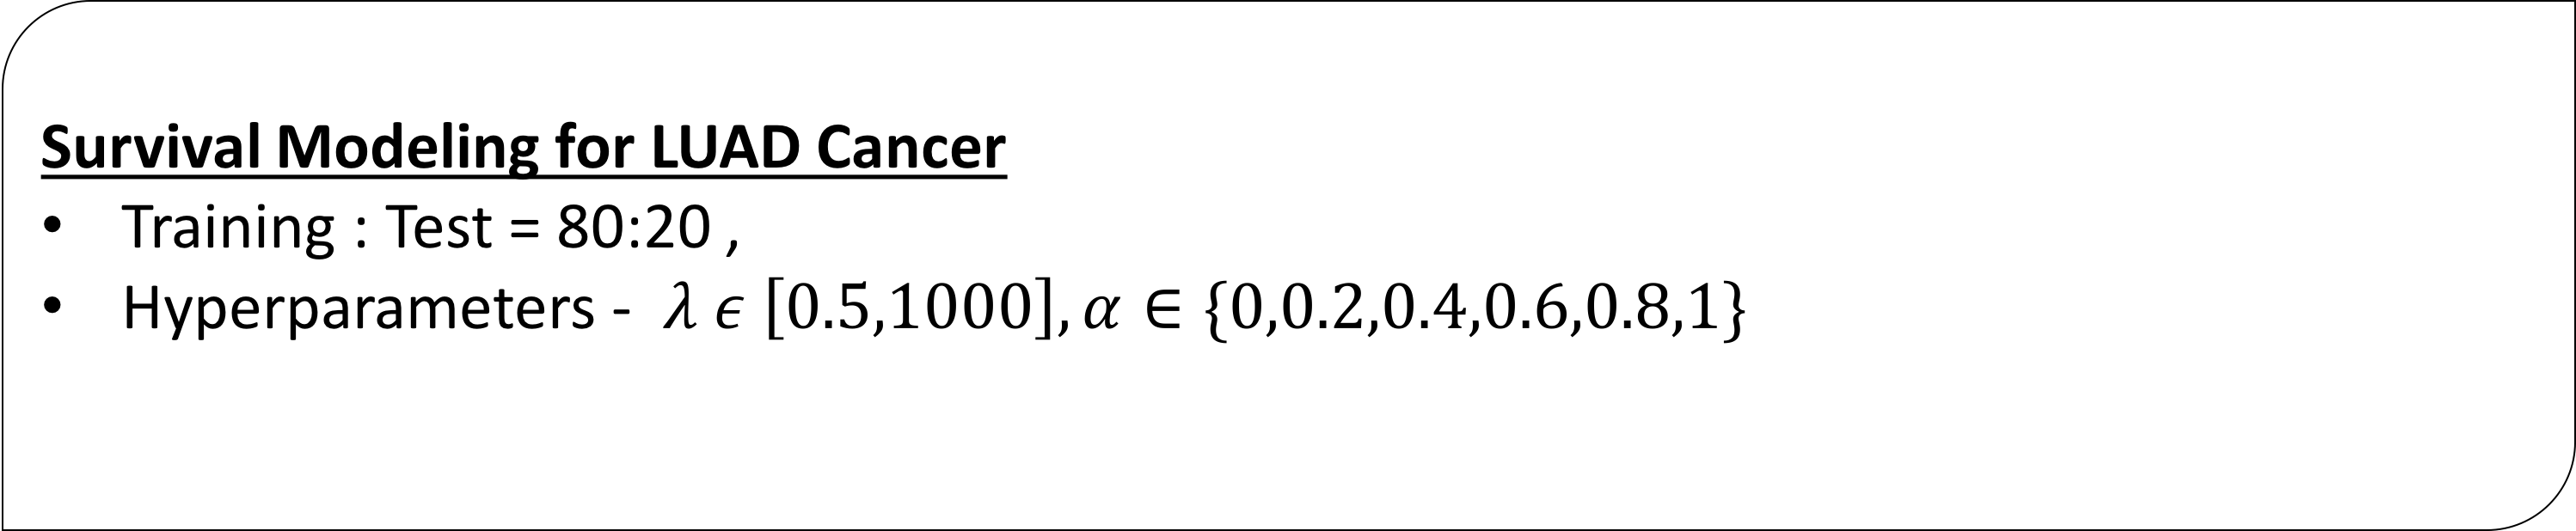 Survival Modeling for LUAD Cancer
• Training : Test = 80:20 ,
• Hyperparameters - λ ϵ [0.5,1000], α ∈ {0,0.2,0.4,0.6,0.8,1}